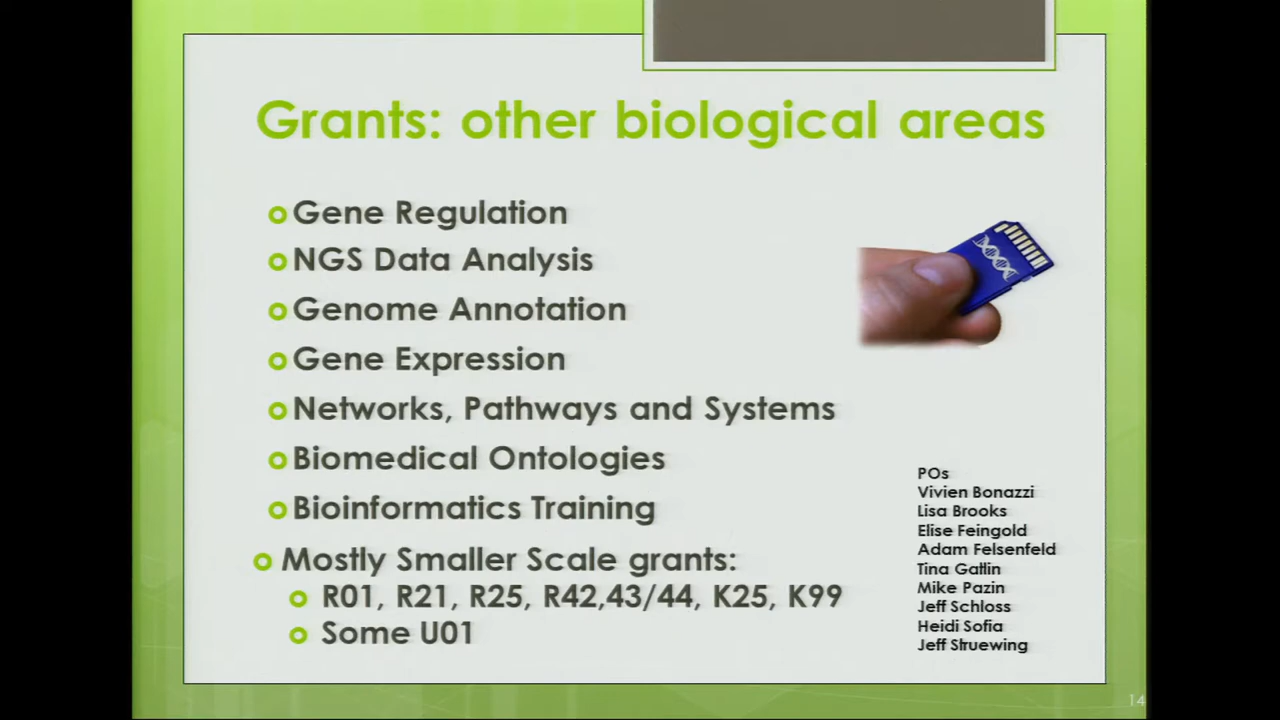 Grants: other biological areas
Gene Regulation
NGS Data Analysis
Genome Annotation
Gene Expression
Networks, Pathways and Systems
Biomedical Ontologies
Bioinformatics Training
Mostly Smaller Scale grants:
R01, R21, R25, R42,43/44, K25, K99
Some U01
POs
Vivien Bonazzi
Lisa Brooks
Elise Feingold
Adam Felsenfeld
Tina Gatlin
Mike Pazin
Jeff Schloss
Heidi Sofia
Jeff Struewing
14